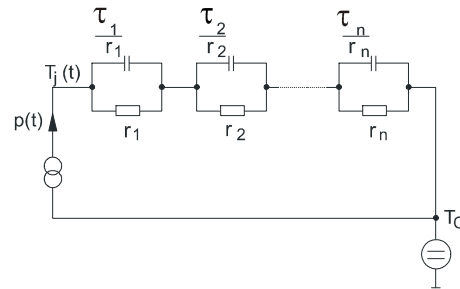 τ1 τ2 τn
r1 r2 rn
Tj (t)
p(t)
r1 r2 rn
TC